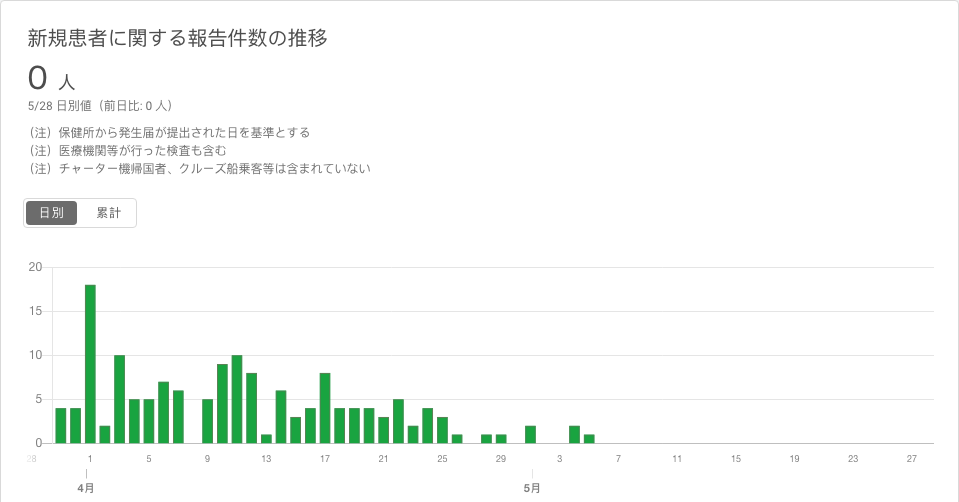 新規患者に関する報告件数の推移
0 人
5/28 日別値（前日比: 0 人）
（注）保健所から発生届が提出された日を基準とする
（注）医療機関等が行った検査も含む
（注）チャーター機帰国者、クルーズ船乗客等は含まれていない
日別 累計
20
15
10
5
0
28 1 5 9 13 17 21 25 29 3 7 11 15 19 23 27
4月 5月